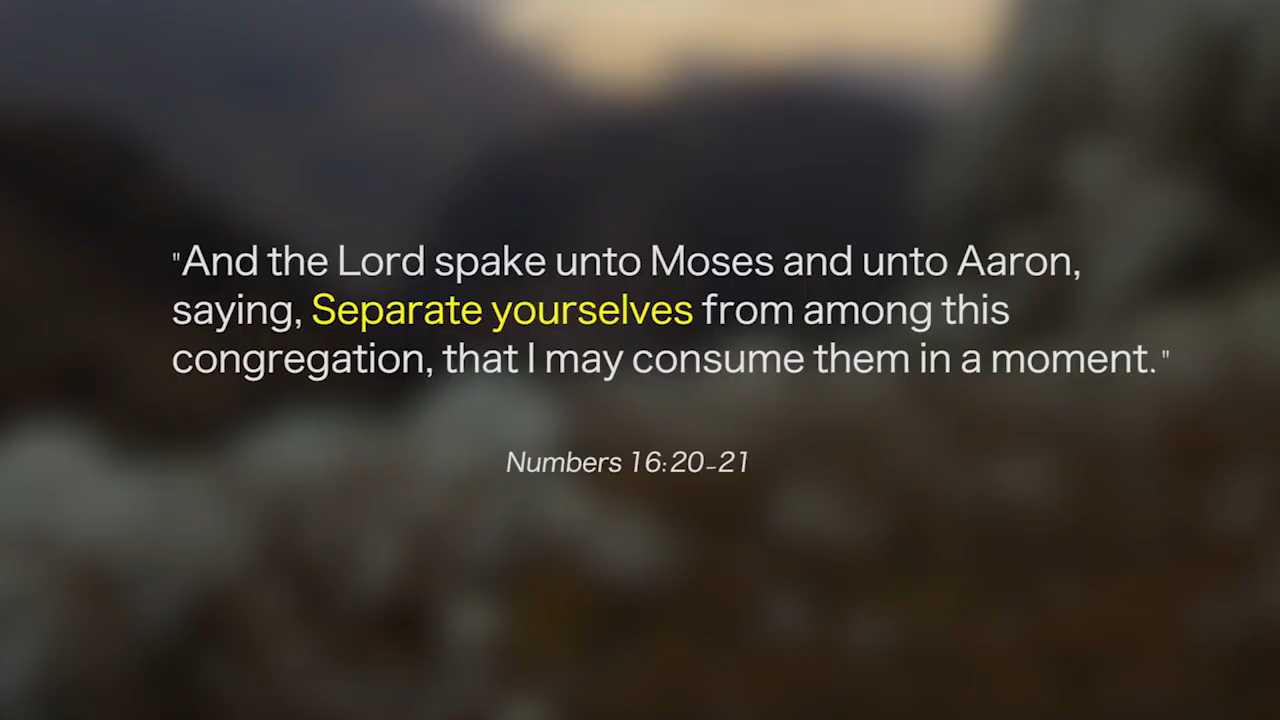 "And the Lord spake unto Moses and unto Aaron,
saying, Separate yourselves from among this
congregation, that I may consume them in a moment. "
Numbers 16:20-21